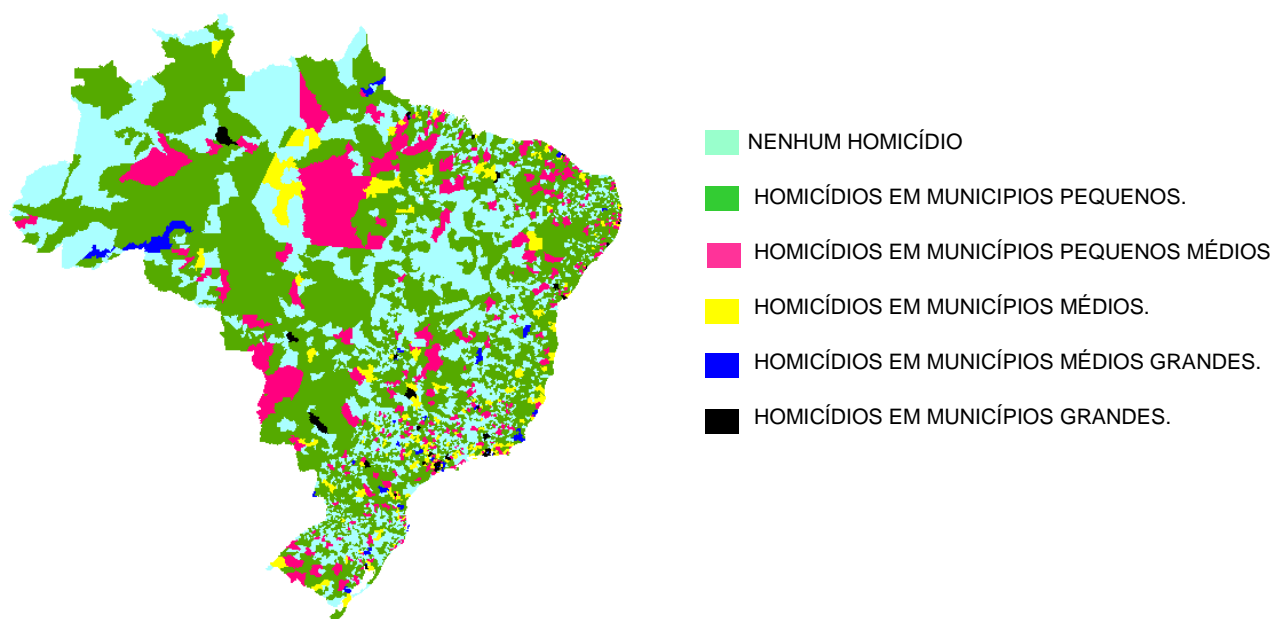 NENHUM HOMICÍDIO
HOMICÍDIOS EM MUNICIPIOS PEQUENOS.
HOMICÍDIOS EM MUNICÍPIOS PEQUENOS MÉDIOS
HOMICÍDIOS EM MUNICÍPIOS MÉDIOS.
HOMICÍDIOS EM MUNICÍPIOS MÉDIOS GRANDES.
HOMICÍDIOS EM MUNICÍPIOS GRANDES.